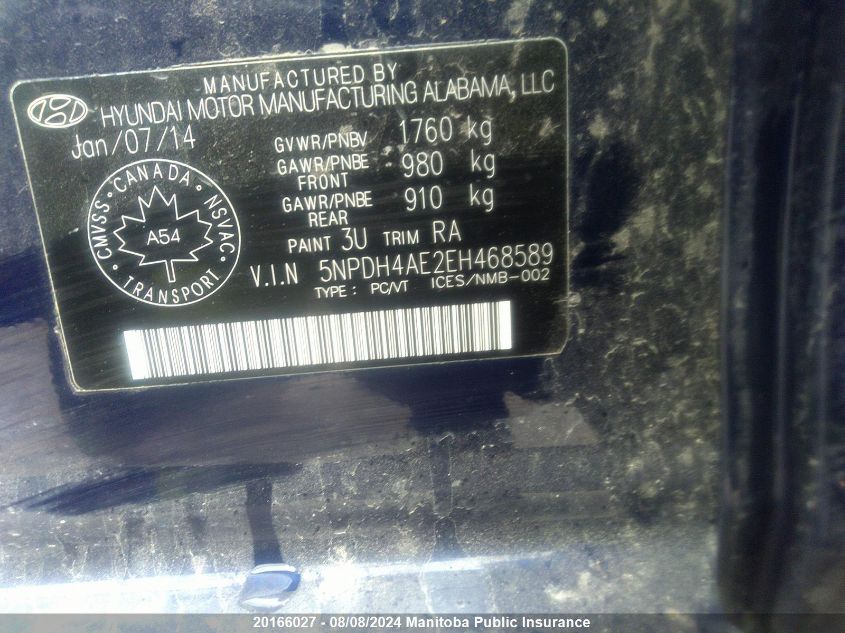 MANUFACTURED BY
HYUNDAI MOTOR MANUFACTURING ALABAMA, LLC
Jan/07/14
GVWR/PNBV 1760 kg
GAWR/PNBE FRONT 980 kg
GAWR/PNBE REAR 910 kg
PAINT 3U TRIM RA
V.I.N 5NPDH4AE2EH468589
TYPE : PC/VT ICES/NMB-002
CMVSS · CANADA · NSVAC · TRANSPORT ·
A54
20166027 - 08/08/2024 Manitoba Public Insurance